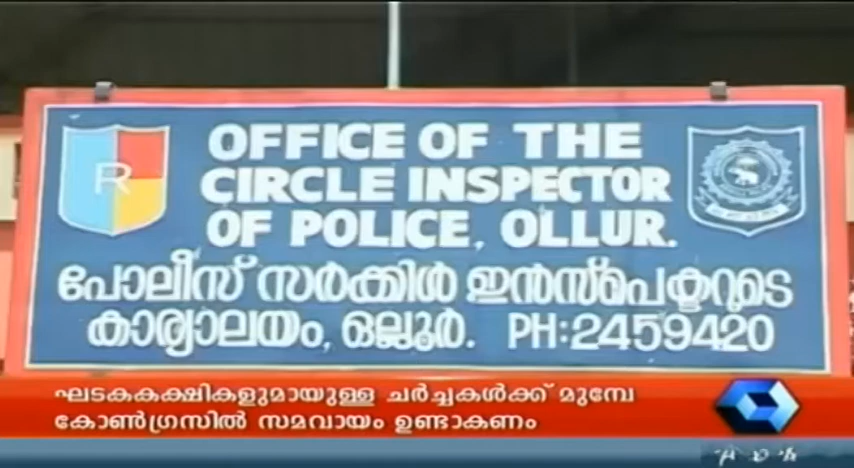 R
OFFICE OF THE
CIRCLE INSPECTOR
OF POLICE, OLLUR.
പോലീസ് സർക്കിൾ ഇൻസ്പെക്ടറുടെ
കാര്യാലയം, ഒല്ലൂർ. PH:2459420
ഘടകകക്ഷികളുമായുള്ള ചർച്ചകൾക്ക് മുമ്പേ
കോൺഗ്രസിൽ സമവായം ഉണ്ടാകണം